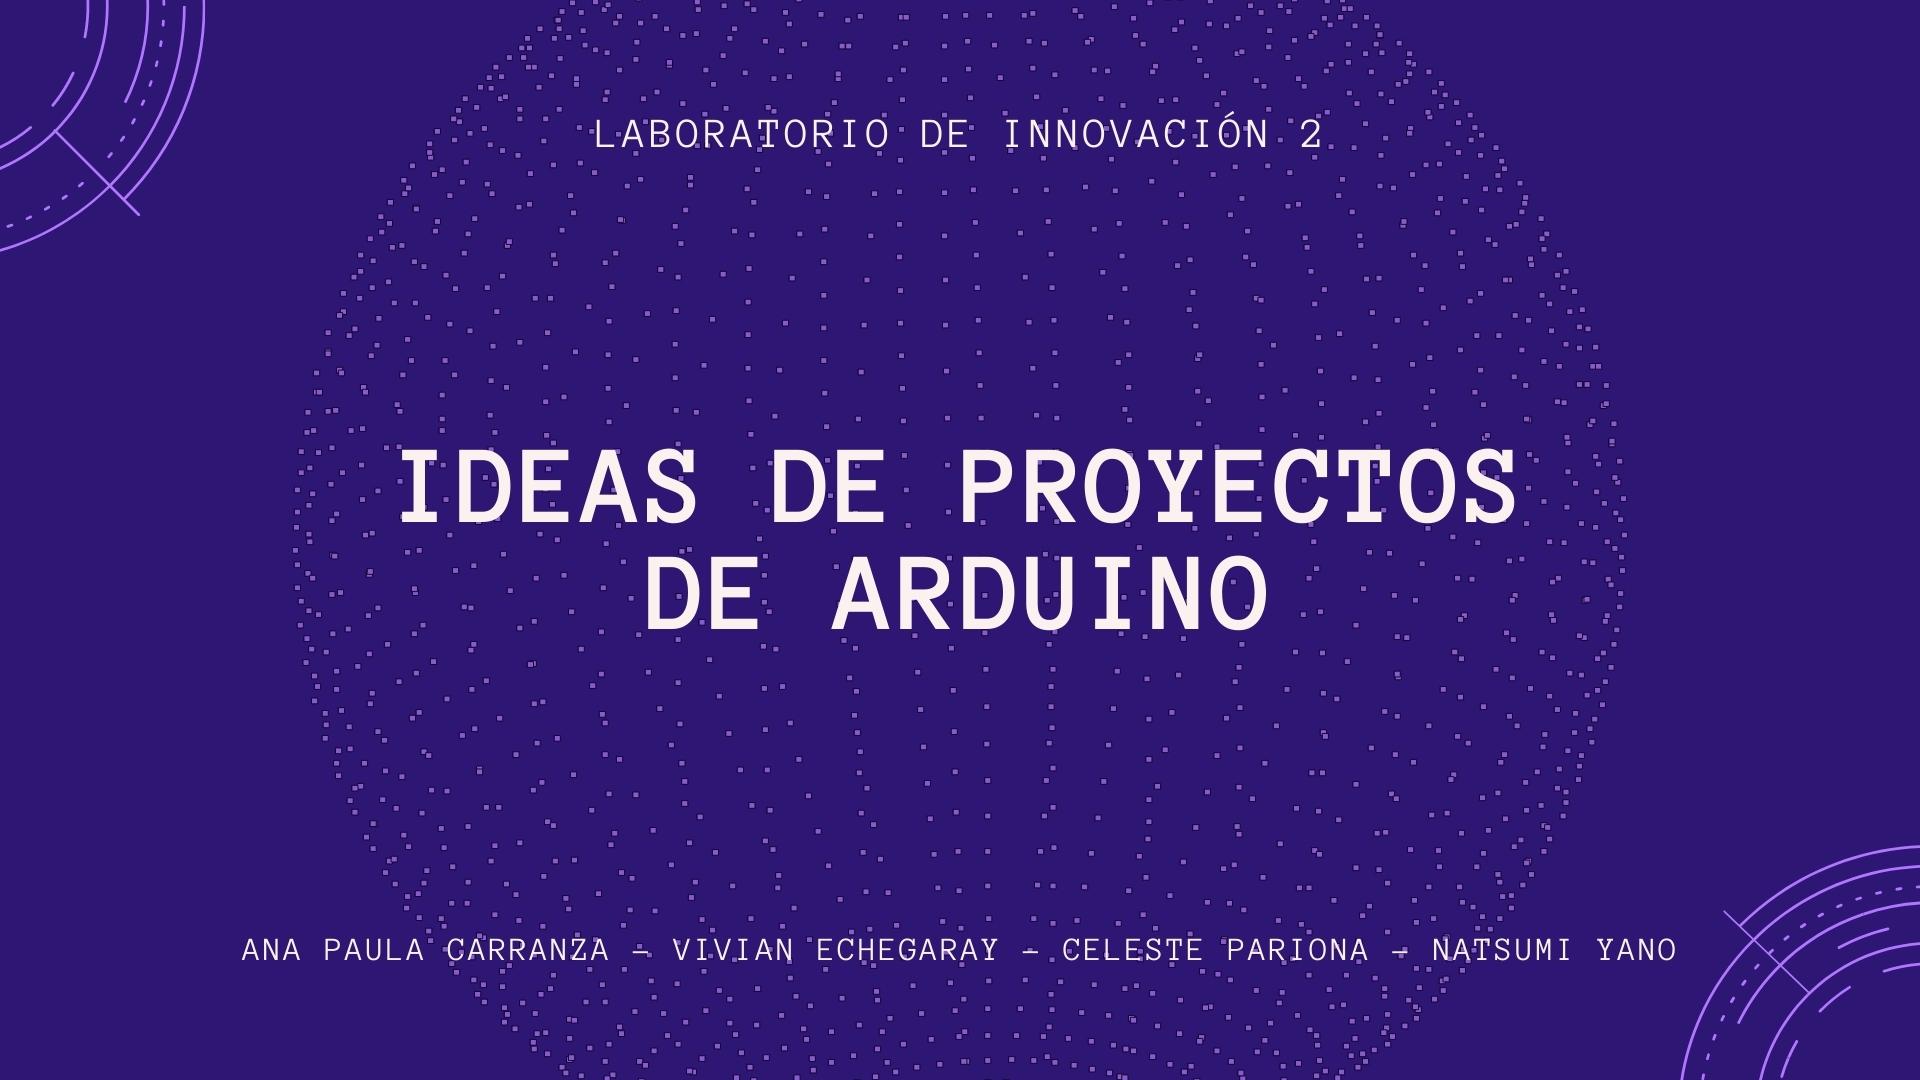 LABORATORIO DE INNOVACIÓN 2
IDEAS DE PROYECTOS
DE ARDUINO
ANA PAULA CARRANZA – VIVIAN ECHEGARAY – CELESTE PARIONA – NATSUMI YANO